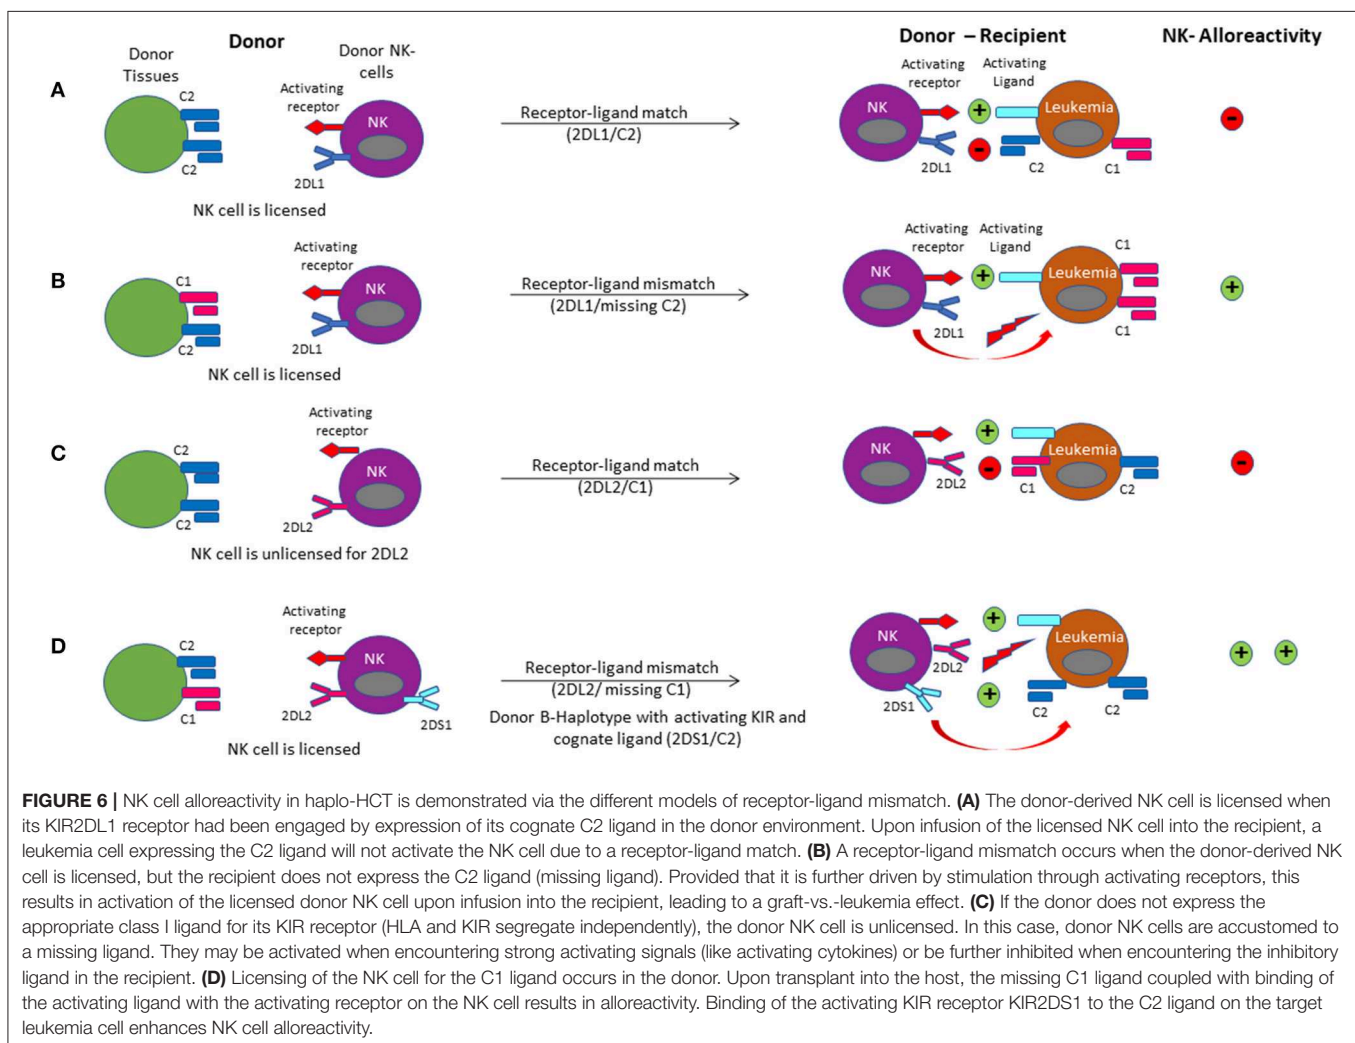 Donor
Donor – Recipient
NK- Alloreactivity
Donor
Tissues
Donor NK-
cells
A
C2
C2
Activating
receptor
NK
2DL1
NK cell is licensed
Receptor-ligand match
(2DL1/C2)
Activating
receptor
Activating
Ligand
NK
+
Leukemia
-
2DL1
C2
C1
-
B
C1
C2
Activating
receptor
NK
2DL1
NK cell is licensed
Receptor-ligand mismatch
(2DL1/missing C2)
Activating
receptor
Activating
Ligand
NK
+
Leukemia
C1
2DL1
C1
+
C
C2
C2
Activating
receptor
NK
2DL2
NK cell is unlicensed for 2DL2
Receptor-ligand match
(2DL2/C1)
NK
+
Leukemia
-
2DL2
C1
C2
-
D
C2
C1
Activating
receptor
NK
2DL2
2DS1
NK cell is licensed
Receptor-ligand mismatch
(2DL2/ missing C1)
Donor B-Haplotype with activating KIR and
cognate ligand (2DS1/C2)
NK
+
Leukemia
2DL2
+
2DS1
C2
C2
+
+
FIGURE 6 | NK cell alloreactivity in haplo-HCT is demonstrated via the different models of receptor-ligand mismatch. (A) The donor-derived NK cell is licensed when
its KIR2DL1 receptor had been engaged by expression of its cognate C2 ligand in the donor environment. Upon infusion of the licensed NK cell into the recipient, a
leukemia cell expressing the C2 ligand will not activate the NK cell due to a receptor-ligand match. (B) A receptor-ligand mismatch occurs when the donor-derived NK
cell is licensed, but the recipient does not express the C2 ligand (missing ligand). Provided that it is further driven by stimulation through activating receptors, this
results in activation of the licensed donor NK cell upon infusion into the recipient, leading to a graft-vs.-leukemia effect. (C) If the donor does not express the
appropriate class I ligand for its KIR receptor (HLA and KIR segregate independently), the donor NK cell is unlicensed. In this case, donor NK cells are accustomed to
a missing ligand. They may be activated when encountering strong activating signals (like activating cytokines) or be further inhibited when encountering the inhibitory
ligand in the recipient. (D) Licensing of the NK cell for the C1 ligand occurs in the donor. Upon transplant into the host, the missing C1 ligand coupled with binding of
the activating ligand with the activating receptor on the NK cell results in alloreactivity. Binding of the activating KIR receptor KIR2DS1 to the C2 ligand on the target
leukemia cell enhances NK cell alloreactivity.